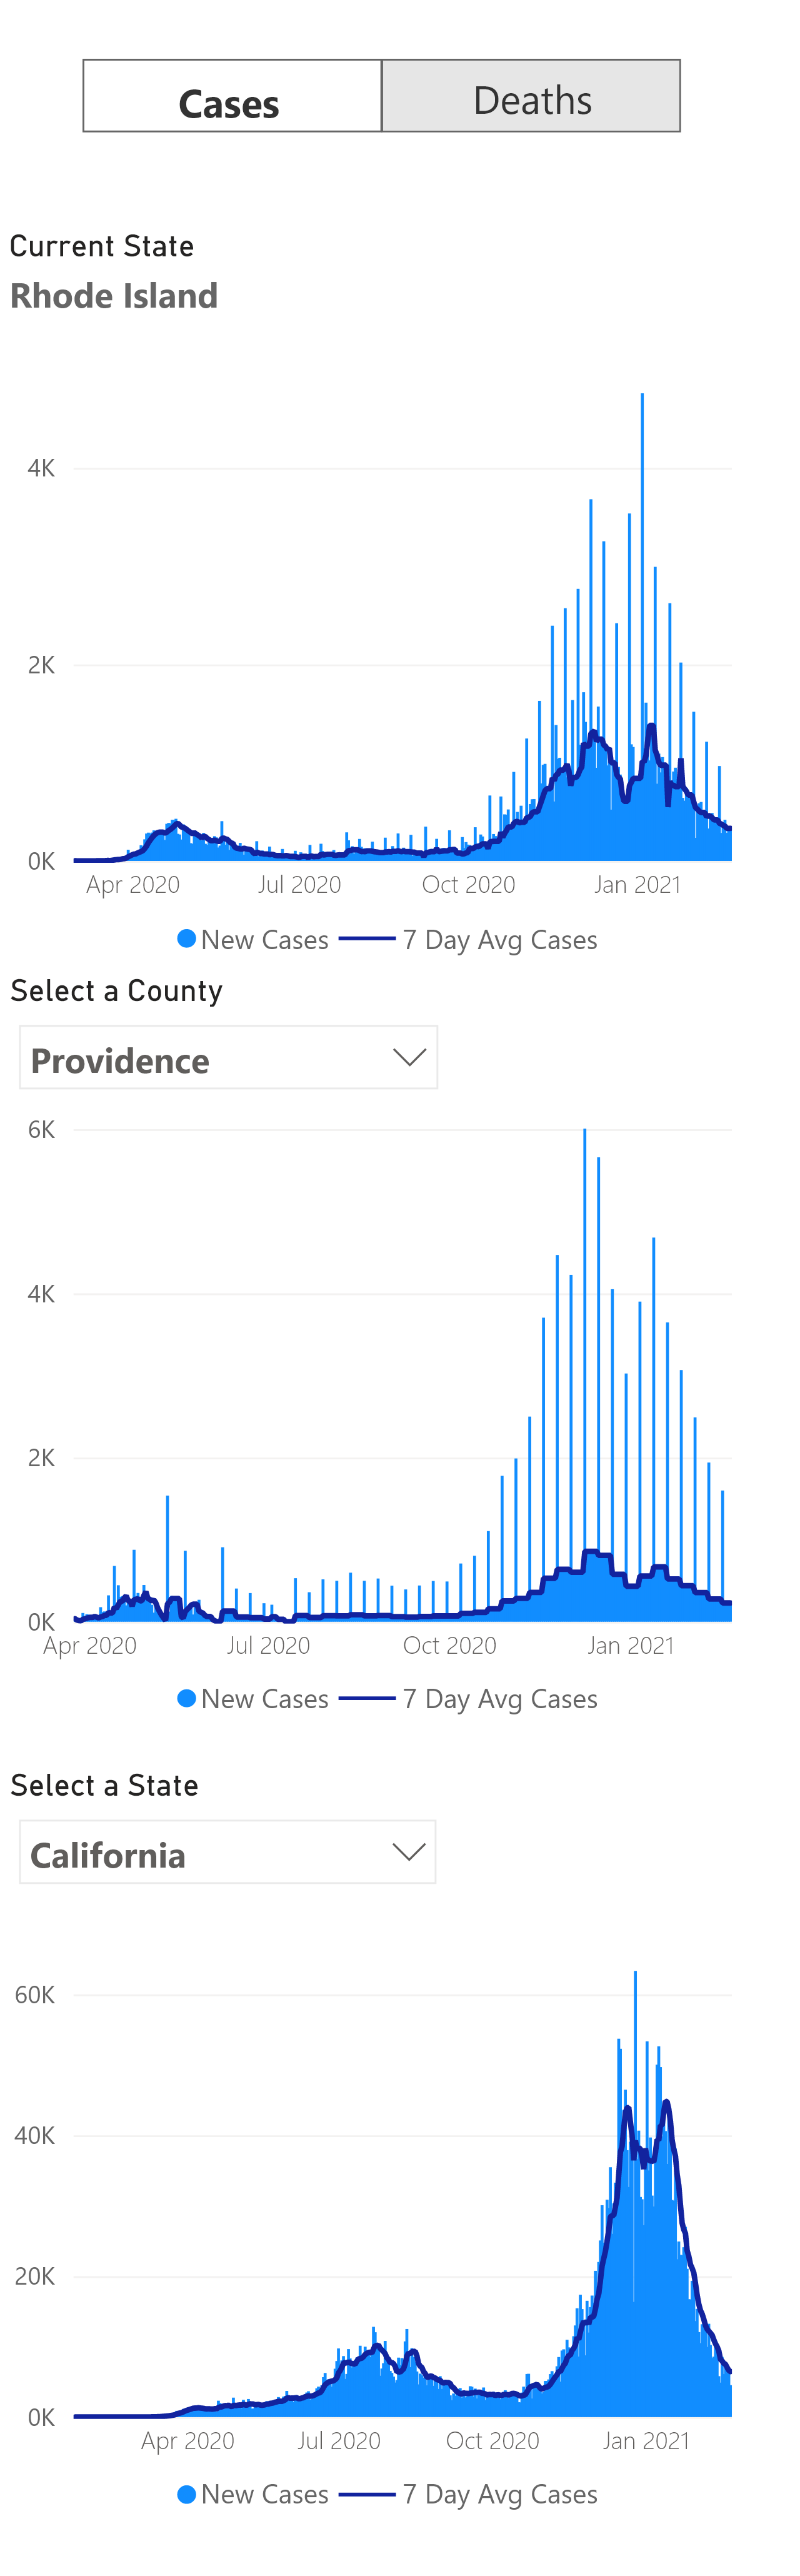 Cases Deaths
Current State
Rhode Island
4K
2K
0K
Apr 2020 Jul 2020 Oct 2020 Jan 2021
New Cases 7 Day Avg Cases
Select a County
Providence
6K
4K
2K
0K
Apr 2020 Jul 2020 Oct 2020 Jan 2021
New Cases 7 Day Avg Cases
Select a State
California
60K
40K
20K
0K
Apr 2020 Jul 2020 Oct 2020 Jan 2021
New Cases 7 Day Avg Cases